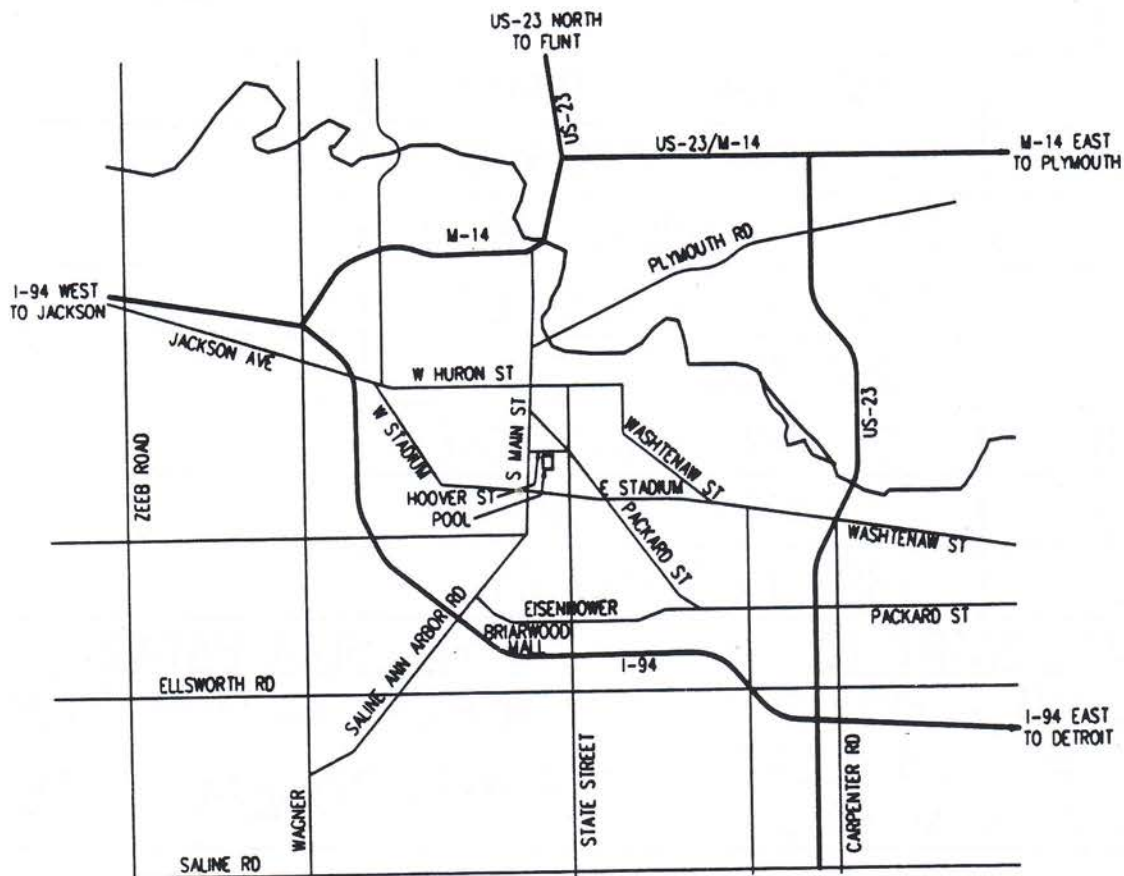 US-23 NORTH
TO FLINT
US-23
US-23/M-14
M-14 EAST
TO PLYMOUTH
M-14
PLYMOUTH RD
I-94 WEST
TO JACKSON
JACKSON AVE
W HURON ST
W STADIUM
S MAIN ST
WASHTENAW ST
US-23
ZEEB ROAD
HOOVER ST
POOL
E STADIUM
PACKARD ST
WASHTENAW ST
EISENHOWER
PACKARD ST
BRIARWOOD
MALL
SALINE ANN ARBOR RD
I-94
ELLSWORTH RD
I-94 EAST
TO DETROIT
WAGNER
STATE STREET
CARPENTER RD
SALINE RD